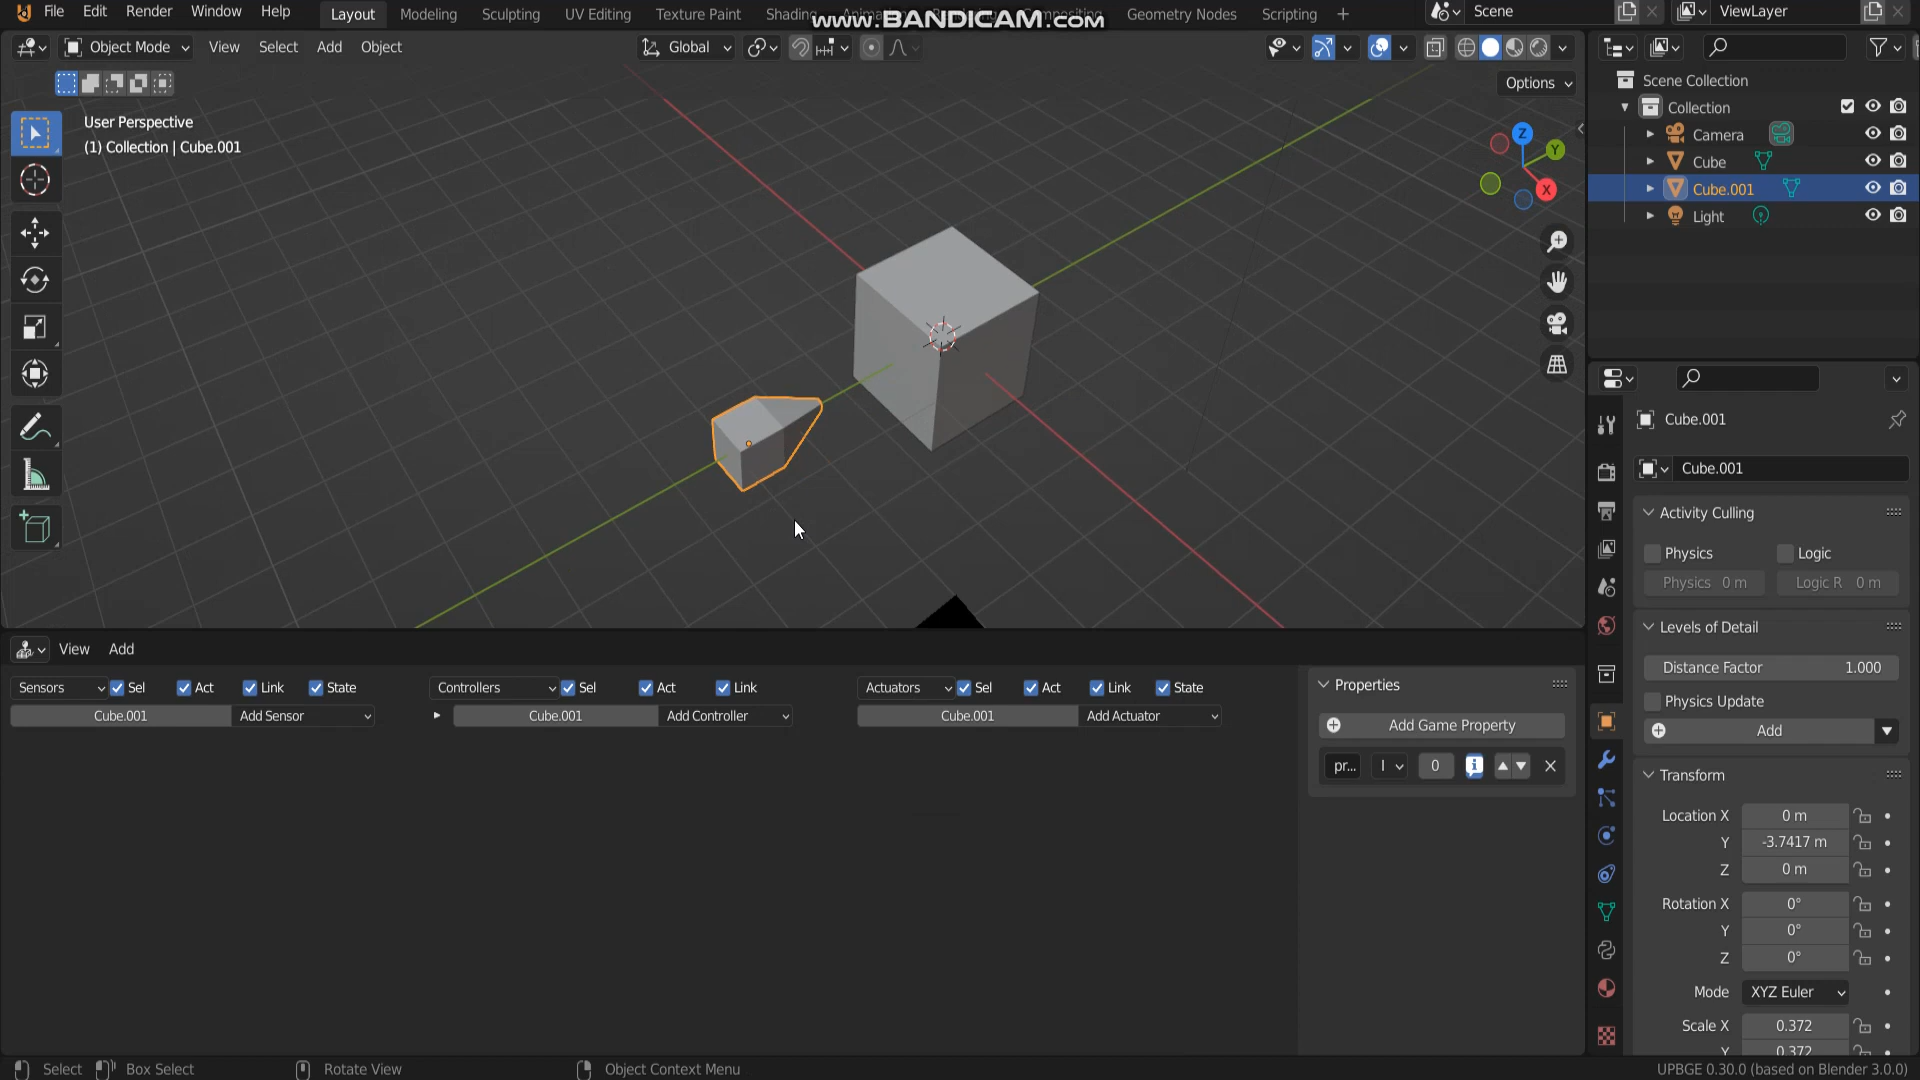 File Edit Render Window Help Layout Modeling Sculpting UV Editing Texture Paint Shading Geometry Nodes Scripting + Scene ViewLayer
www.BANDICAM.com
Object Mode View Select Add Object Global
Options
User Perspective
(1) Collection | Cube.001
Z
Y
X
Scene Collection
Collection
Camera
Cube
Cube.001
Light
Cube.001
Cube.001
Activity Culling
Physics Logic
Physics 0 m Logic R 0 m
Levels of Detail
Distance Factor 1.000
Physics Update
Add
Transform
Location X 0 m
Y -3.7417 m
Z 0 m
Rotation X 0°
Y 0°
Z 0°
Mode XYZ Euler
Scale X 0.372
Y 0.372
View Add
Sensors Sel Act Link State Controllers Sel Act Link Actuators Sel Act Link State
Cube.001 Add Sensor Cube.001 Add Controller Cube.001 Add Actuator
Properties
Add Game Property
pr... I 0
Select Box Select Rotate View Object Context Menu UPBGE 0.30.0 (based on Blender 3.0.0)